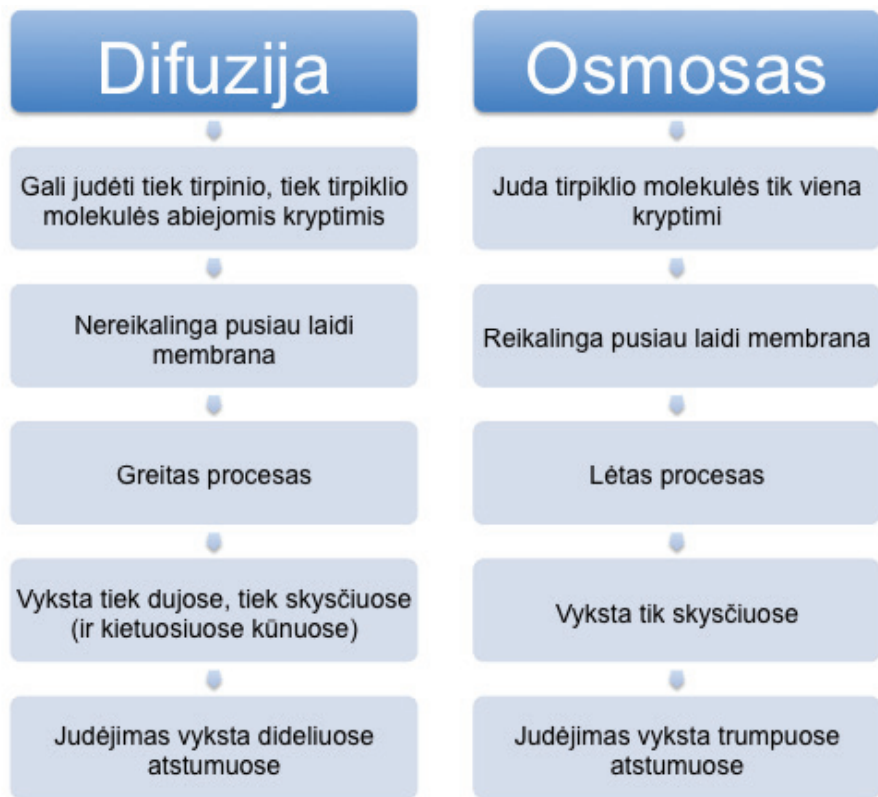 Difuzija
Gali judėti tiek tirpinio, tiek tirpiklio
molekulės abiejomis kryptimis
Nereikalinga pusiau laidi
membrana
Greitas procesas
Vyksta tiek dujose, tiek skysčiuose
(ir kietuosiuose kūnuose)
Judėjimas vyksta dideliuose
atstumuose
Osmosas
Juda tirpiklio molekulės tik viena
kryptimi
Reikalinga pusiau laidi membrana
Lėtas procesas
Vyksta tik skysčiuose
Judėjimas vyksta trumpuose
atstumuose